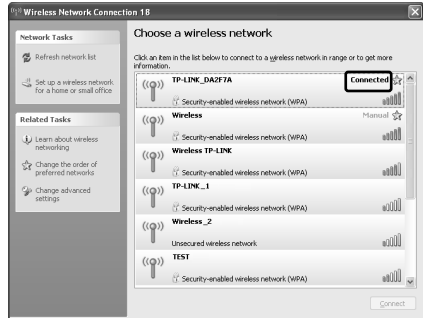 Wireless Network Connection 18
Network Tasks
Refresh network list
Set up a wireless network
for a home or small office
Related Tasks
Learn about wireless
networking
Change the order of
preferred networks
Change advanced
settings
Choose a wireless network
Click an item in the list below to connect to a wireless network in range or to get more
information.
TP-LINK_DA2F7A Connected
Security-enabled wireless network (WPA)
Wireless Manual
Security-enabled wireless network (WPA)
Wireless TP-LINK
Security-enabled wireless network (WPA)
TP-LINK_1
Security-enabled wireless network (WPA)
Wireless_2
Unsecured wireless network
TEST
Security-enabled wireless network (WPA)
Connect